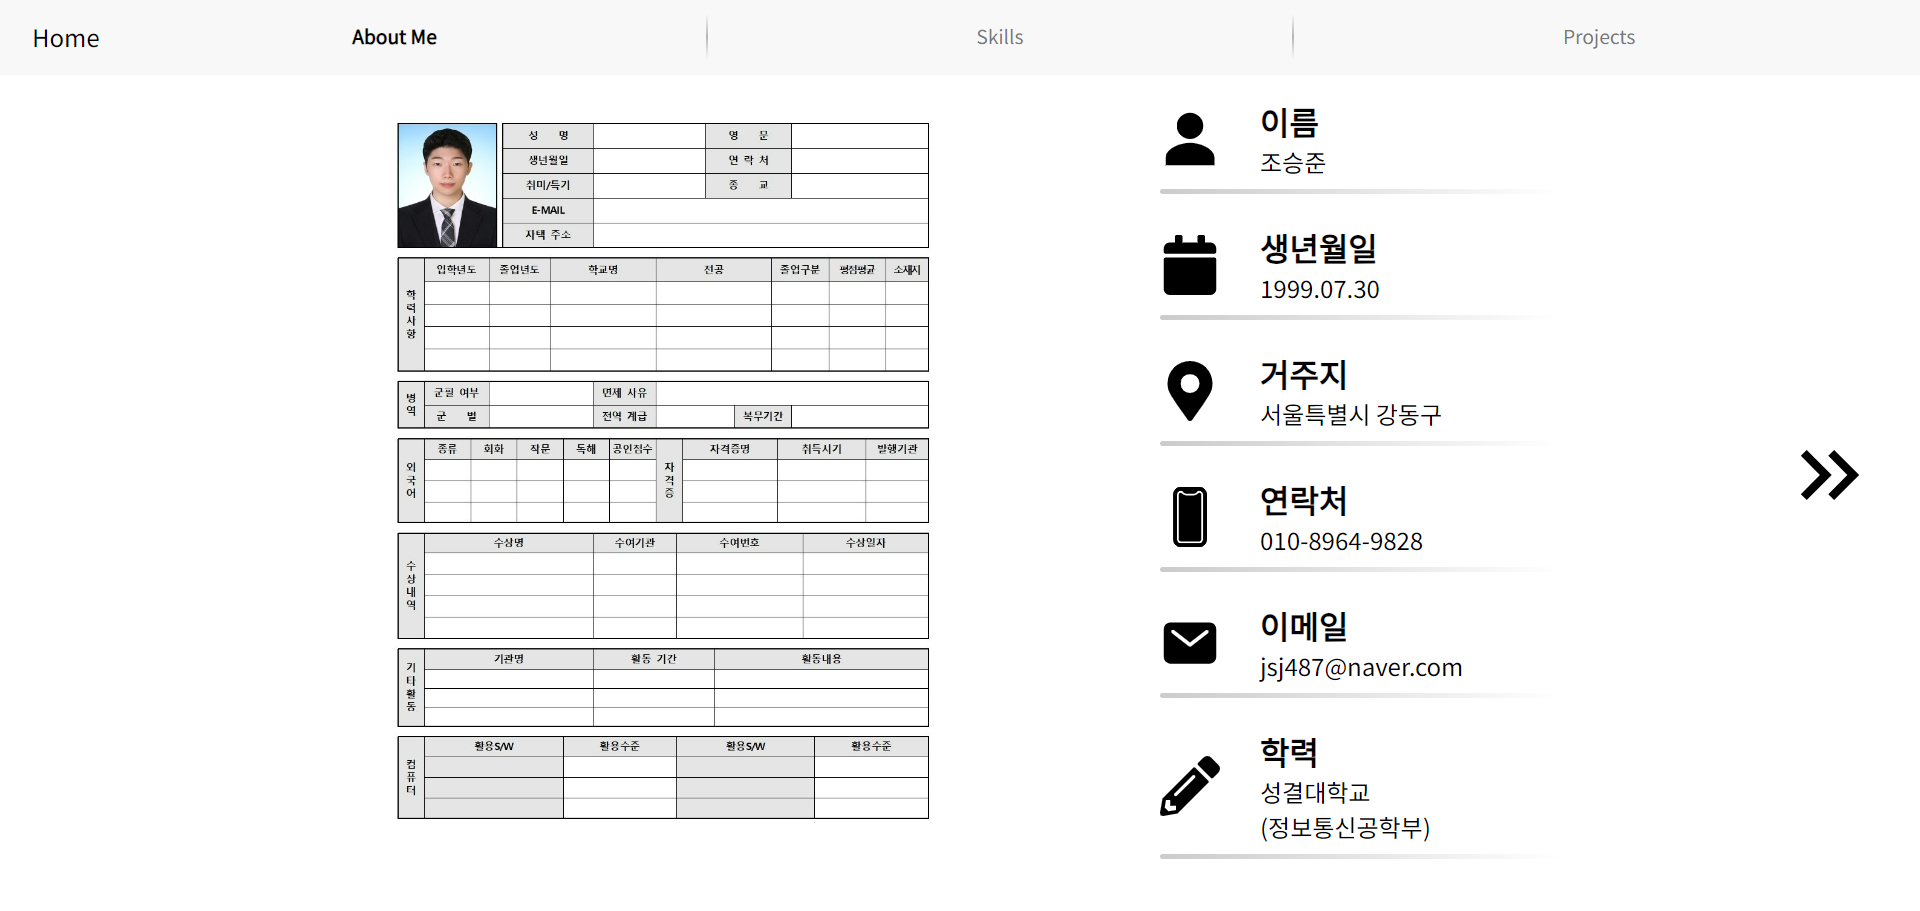 Home
About Me
Skills
Projects
성 명
영 문
생년월일
연 락 처
취미/특기
종 교
E-MAIL
자택 주소
학력사항
입학년도
졸업년도
학교명
전공
졸업구분
평점평균
소재지
병역
군필 여부
면제 사유
군 별
전역 계급
복무기간
외국어
종류
회화
작문
독해
공인점수
자격증
자격증명
취득시기
발행기관
수상내역
수상명
수여기관
수여번호
수상일자
기타활동
기관명
활동 기간
활동내용
컴퓨터
활용S/W
활용수준
활용S/W
활용수준
이름
조승준
생년월일
1999.07.30
거주지
서울특별시 강동구
연락처
010-8964-9828
이메일
jsj487@naver.com
학력
성결대학교
(정보통신공학부)